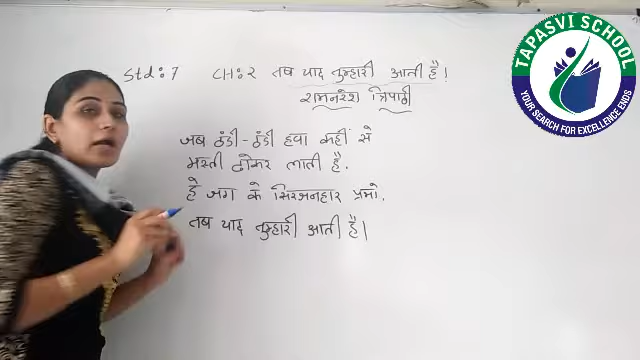 Std: 7 CH: 2 तब याद तुम्हारी आती है!
रामनरेश त्रिपाठी
जब ठंडी-ठंडी हवा कहीं से
मस्ती ढोकर लाती है.
हे जग के सिरजनहार प्रभो.
तब याद तुम्हारी आती है।
TAPASVI SCHOOL
YOUR SEARCH FOR EXCELLENCE ENDS